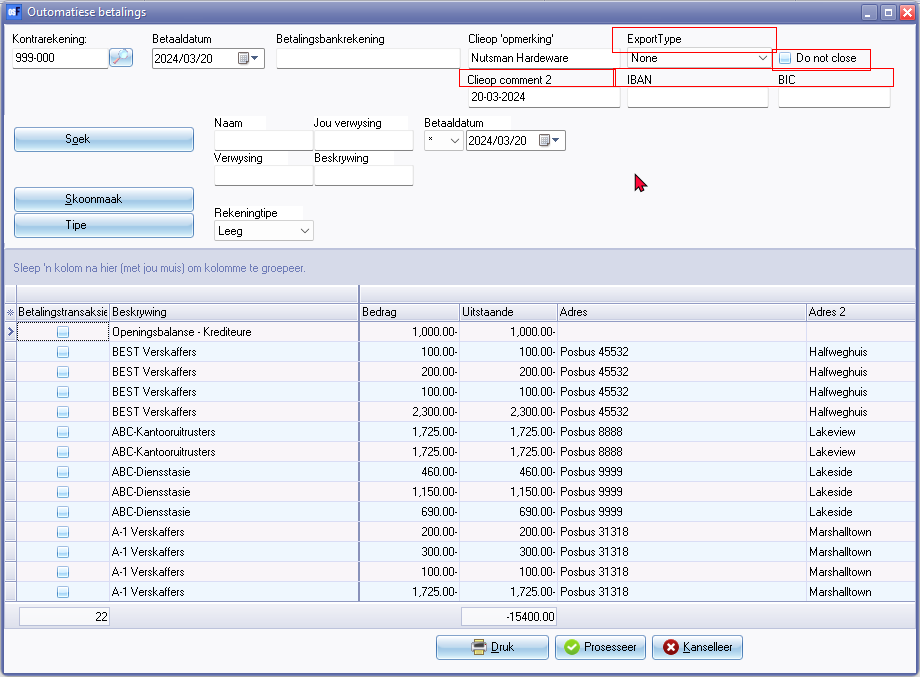 Outomatiese betalings
Kontrarekening: Betaaldatum Betalingsbankrekening Clieop 'opmerking' ExportType
999-000 2024/03/20 Nutsman Hardeware None Do not close
Clieop comment 2 IBAN BIC
20-03-2024
Naam Jou verwysing Betaaldatum
Soek * 2024/03/20
Verwysing Beskrywing
Skoonmaak
Rekeningtipe
Tipe Leeg
Sleep 'n kolom na hier (met jou muis) om kolomme te groepeer.
Betalingstransaksie Beskrywing Bedrag Uitstaande Adres Adres 2
Openingsbalanse - Krediteure 1,000.00- 1,000.00-
BEST Verskaffers 100.00- 100.00- Posbus 45532 Halfweghuis
BEST Verskaffers 200.00- 200.00- Posbus 45532 Halfweghuis
BEST Verskaffers 100.00- 100.00- Posbus 45532 Halfweghuis
BEST Verskaffers 2,300.00- 2,300.00- Posbus 45532 Halfweghuis
ABC-Kantooruitrusters 1,725.00- 1,725.00- Posbus 8888 Lakeview
ABC-Kantooruitrusters 1,725.00- 1,725.00- Posbus 8888 Lakeview
ABC-Diensstasie 460.00- 460.00- Posbus 9999 Lakeside
ABC-Diensstasie 1,150.00- 1,150.00- Posbus 9999 Lakeside
ABC-Diensstasie 690.00- 690.00- Posbus 9999 Lakeside
A-1 Verskaffers 200.00- 200.00- Posbus 31318 Marshalltown
A-1 Verskaffers 300.00- 300.00- Posbus 31318 Marshalltown
A-1 Verskaffers 100.00- 100.00- Posbus 31318 Marshalltown
A-1 Verskaffers 1,725.00- 1,725.00- Posbus 31318 Marshalltown
22 -15400.00
Druk Prosesseer Kanselleer